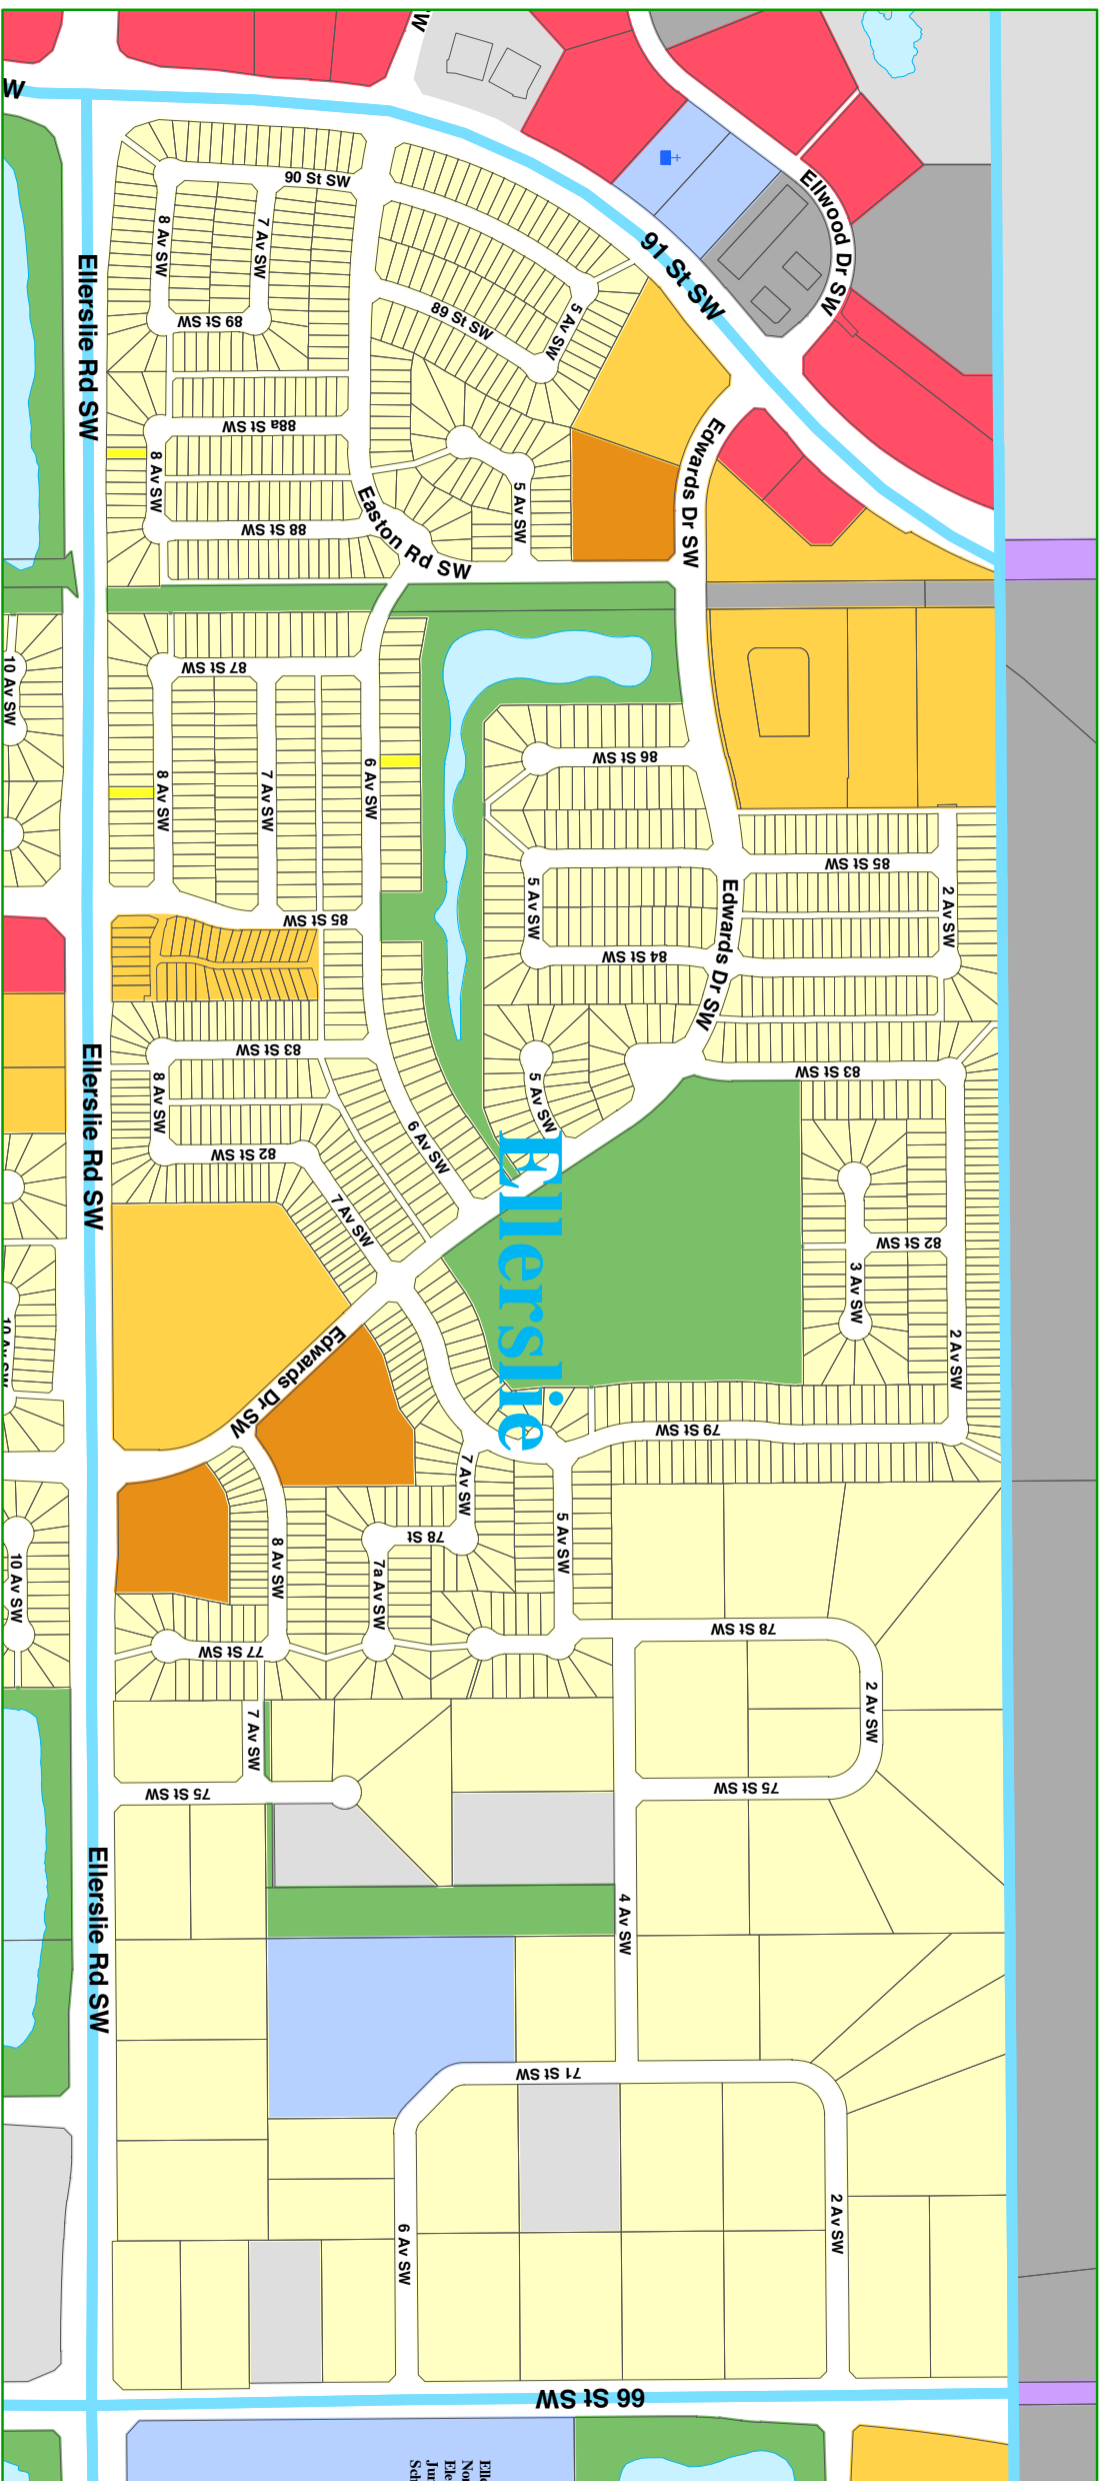 W
W
90 St SW
8 Av SW
7 Av SW
89 St SW
Ellerslie Rd SW
89 St SW
5 Av SW
91 St SW
Ellwood Dr SW
88a St SW
8 Av SW
88 St SW
Easton Rd SW
5 Av SW
Edwards Dr SW
10 Av SW
87 St SW
8 Av SW
7 Av SW
6 Av SW
86 St SW
85 St SW
5 Av SW
84 St SW
Edwards Dr SW
85 St SW
2 Av SW
83 St SW
8 Av SW
82 St SW
6 Av SW
7 Av SW
5 Av SW
83 St SW
Ellerslie Rd SW
Ellerslie
82 St SW
3 Av SW
2 Av SW
10 Av SW
Edwards Dr SW
79 St SW
7 Av SW
78 St
7a Av SW
8 Av SW
5 Av SW
10 Av SW
77 St SW
78 St SW
2 Av SW
7 Av SW
75 St SW
75 St SW
Ellerslie Rd SW
4 Av SW
71 St SW
6 Av SW
2 Av SW
66 St SW
Elle
Nor
Ele
Jur
Sch